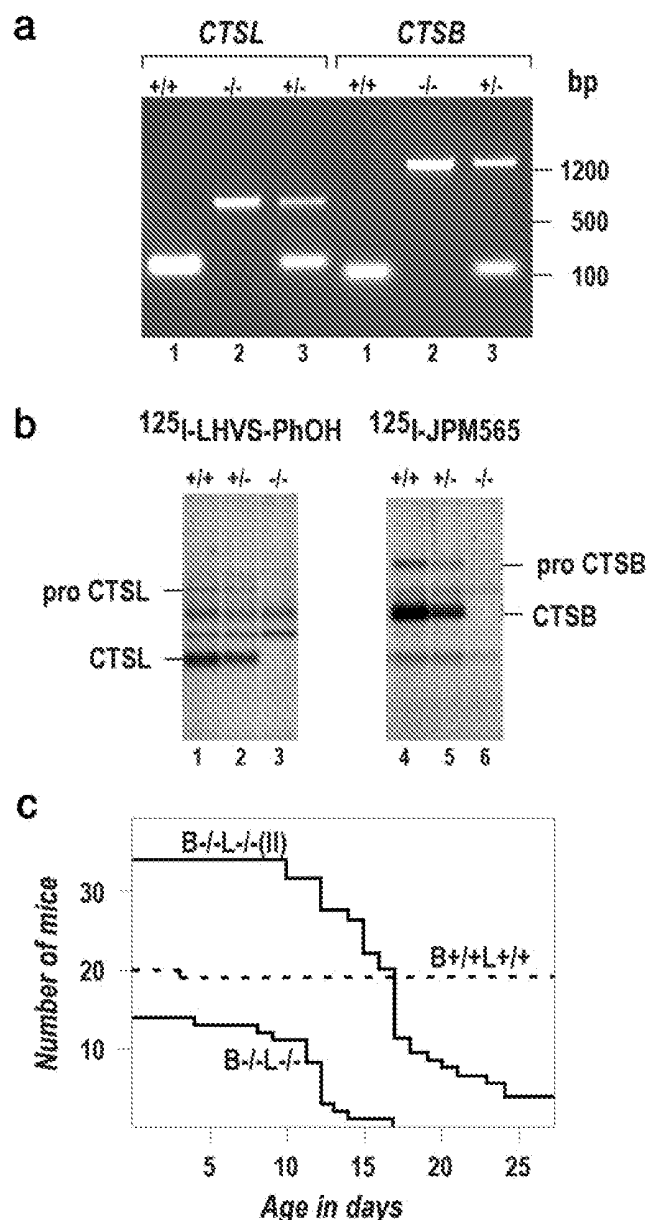 a
CTSL CTSB
+/+ -/- +/- +/+ -/- +/- bp
1200
500
100
1 2 3 1 2 3
b
125I-LHVS-PhOH 125I-JPM565
+/+ +/- -/- +/+ +/- -/-
pro CTSL pro CTSB
CTSL CTSB
1 2 3 4 5 6
c
B-/-L-/-(II)
30
B+/+L+/+
20
B-/-L-/-
10
Number of mice
5 10 15 20 25
Age in days